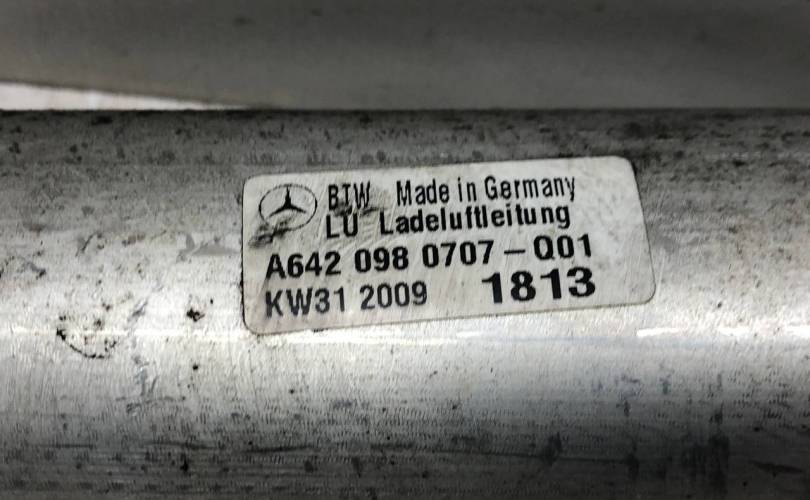 BTW Made in Germany
LU Ladeluftleitung
A642 098 0707-Q01
KW31 2009 1813